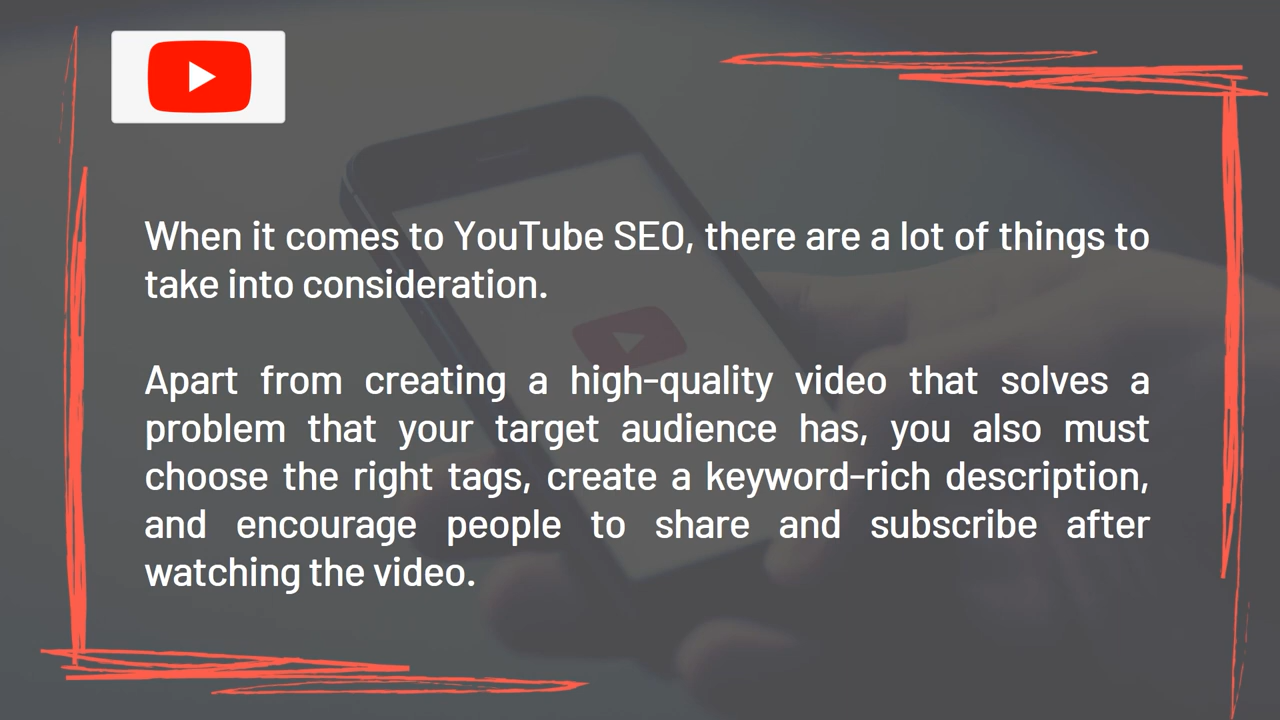 When it comes to YouTube SEO, there are a lot of things to
take into consideration.
Apart from creating a high-quality video that solves a
problem that your target audience has, you also must
choose the right tags, create a keyword-rich description,
and encourage people to share and subscribe after
watching the video.